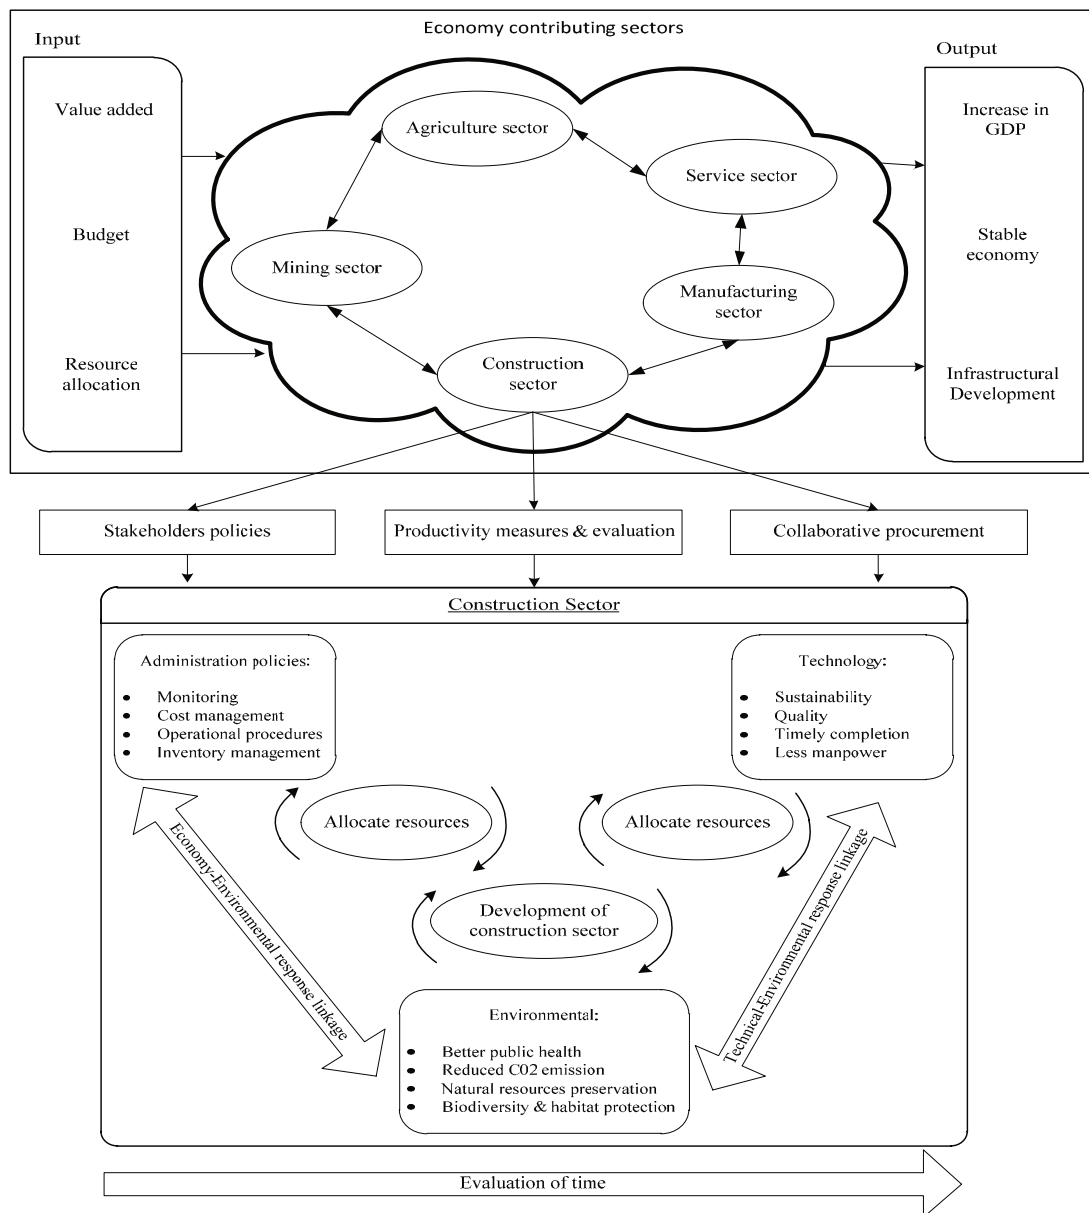 Economy contributing sectors
Input
Output
Value added
Budget
Resource
allocation
Agriculture sector
Service sector
Mining sector
Manufacturing
sector
Construction
sector
Increase in
GDP
Stable
economy
Infrastructural
Development
Stakeholders policies
Productivity measures & evaluation
Collaborative procurement
Construction Sector
Administration policies:
• Monitoring
• Cost management
• Operational procedures
• Inventory management
Technology:
• Sustainability
• Quality
• Timely completion
• Less manpower
Allocate resources
Allocate resources
Development of
construction sector
Economy-Environmental response linkage
Technical-Environmental response linkage
Environmental:
• Better public health
• Reduced C02 emission
• Natural resources preservation
• Biodiversity & habitat protection
Evaluation of time